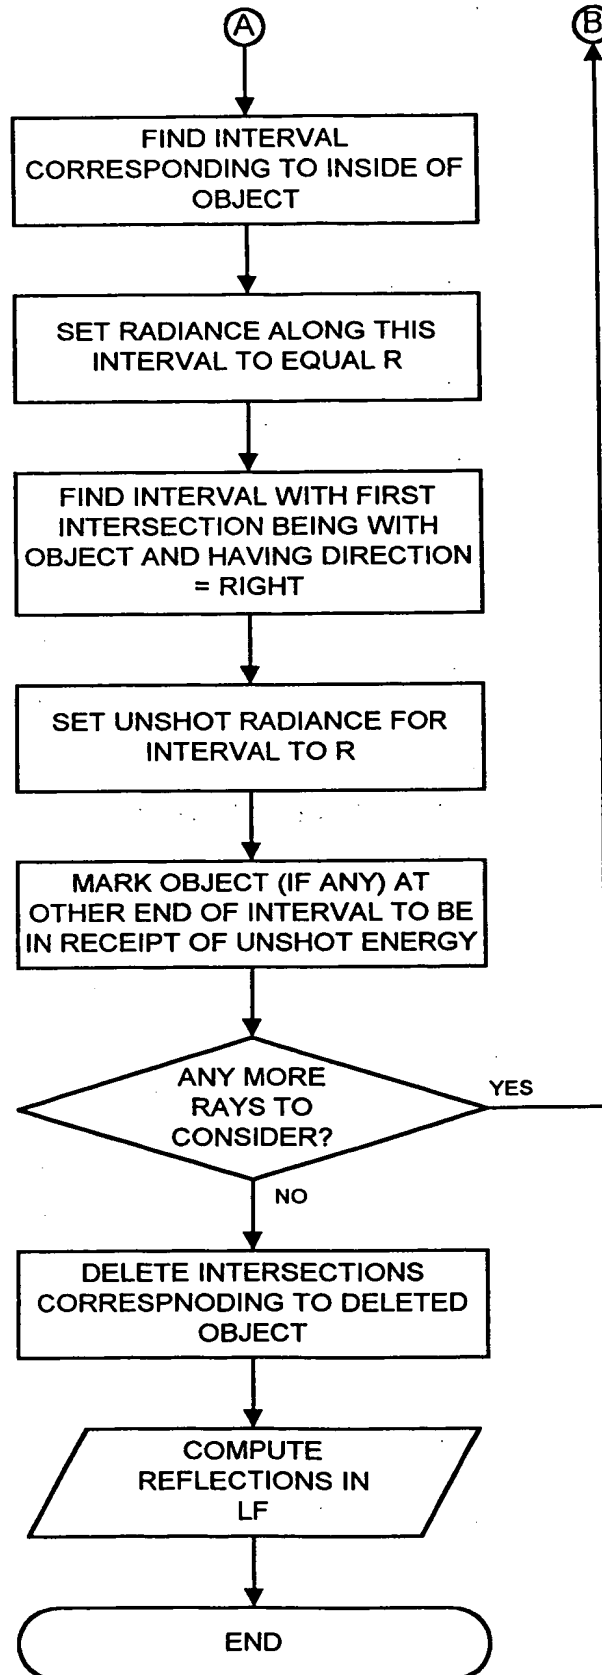 A
B
FIND INTERVAL
CORRESPONDING TO INSIDE OF
OBJECT
SET RADIANCE ALONG THIS
INTERVAL TO EQUAL R
FIND INTERVAL WITH FIRST
INTERSECTION BEING WITH
OBJECT AND HAVING DIRECTION
= RIGHT
SET UNSHOT RADIANCE FOR
INTERVAL TO R
MARK OBJECT (IF ANY) AT
OTHER END OF INTERVAL TO BE
IN RECEIPT OF UNSHOT ENERGY
ANY MORE
RAYS TO
CONSIDER?
YES
NO
DELETE INTERSECTIONS
CORRESPNODING TO DELETED
OBJECT
COMPUTE
REFLECTIONS IN
LF
END